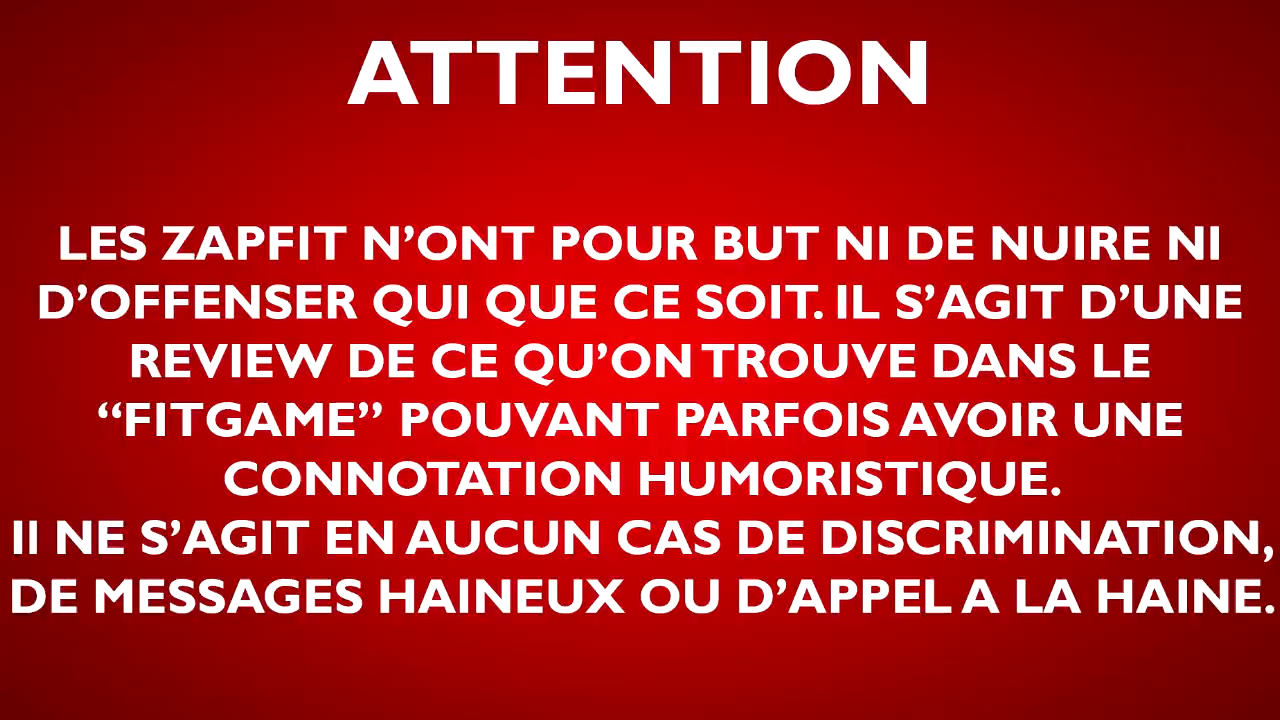 ATTENTION
LES ZAPFIT N’ONT POUR BUT NI DE NUIRE NI
D’OFFENSER QUI QUE CE SOIT. IL S’AGIT D’UNE
REVIEW DE CE QU’ON TROUVE DANS LE
“FITGAME” POUVANT PARFOIS AVOIR UNE
CONNOTATION HUMORISTIQUE.
Il NE S’AGIT EN AUCUN CAS DE DISCRIMINATION,
DE MESSAGES HAINEUX OU D’APPEL A LA HAINE.